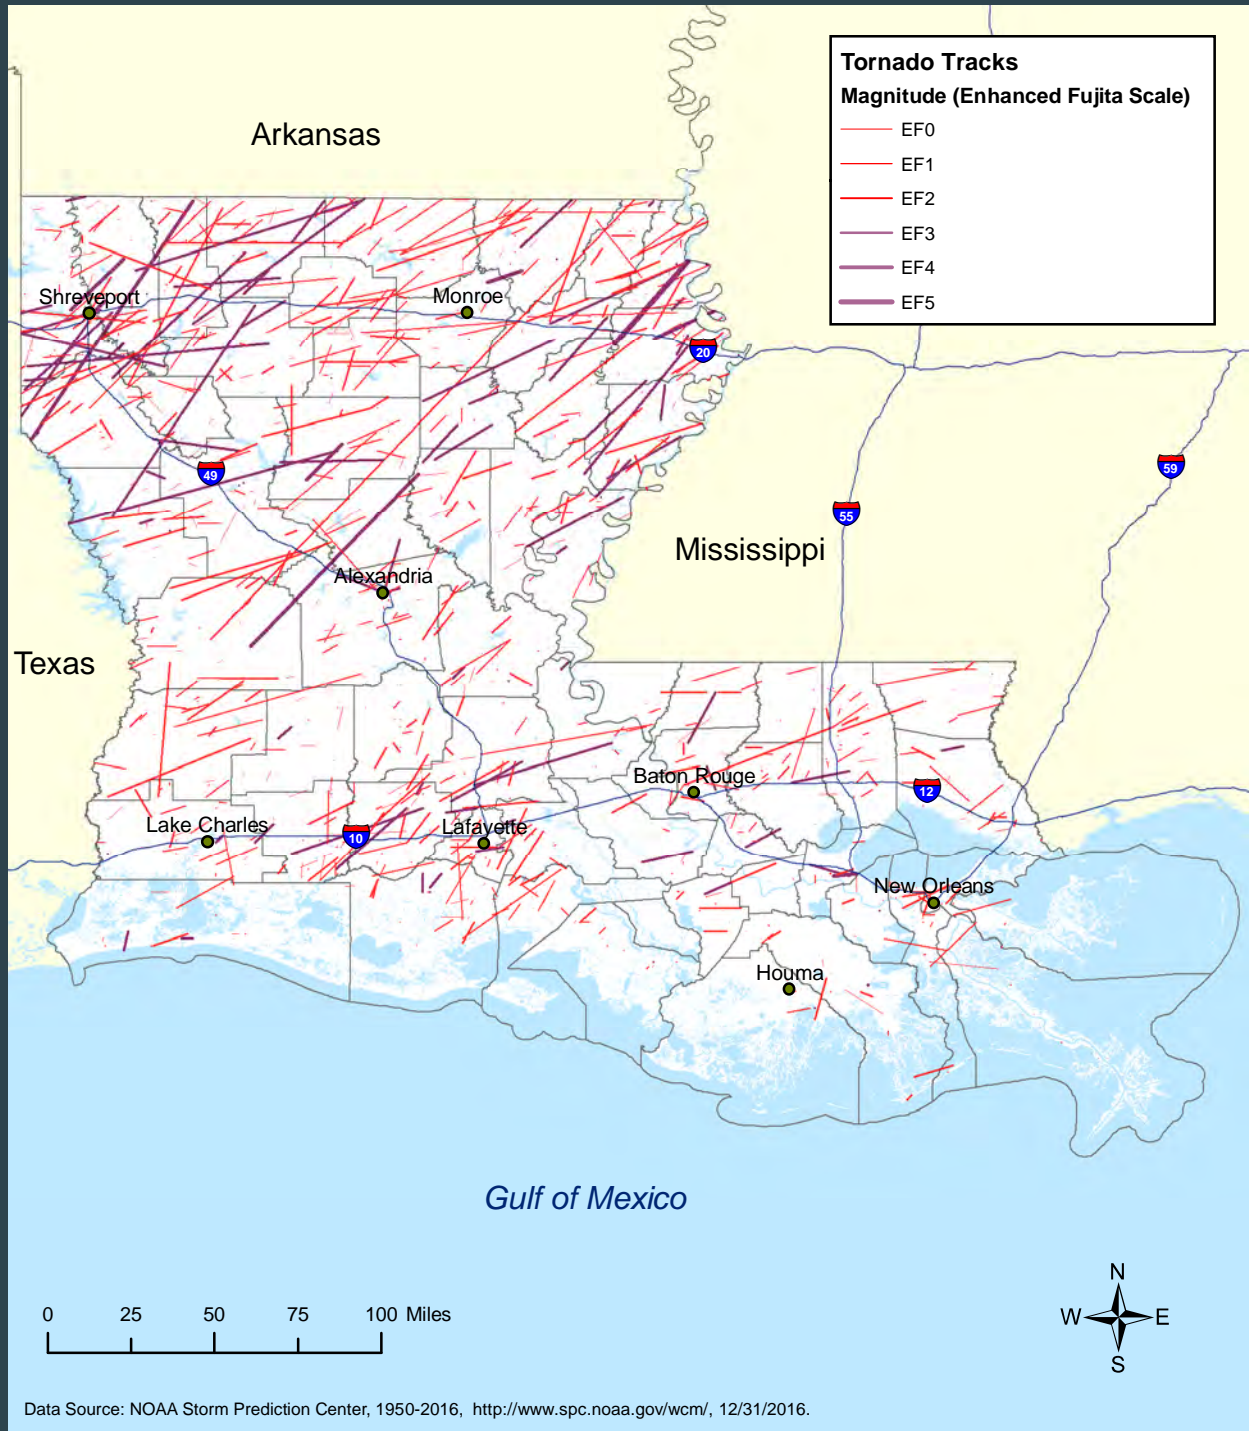 Tornado Tracks
Magnitude (Enhanced Fujita Scale)
EF0
EF1
EF2
EF3
EF4
EF5
Arkansas
Shreveport
Monroe
20
49
59
55
Mississippi
Alexandria
Texas
Baton Rouge
12
Lake Charles
10
Lafayette
New Orleans
Houma
Gulf of Mexico
N
W E
S
0 25 50 75 100 Miles
Data Source: NOAA Storm Prediction Center, 1950-2016, http://www.spc.noaa.gov/wcm/, 12/31/2016.